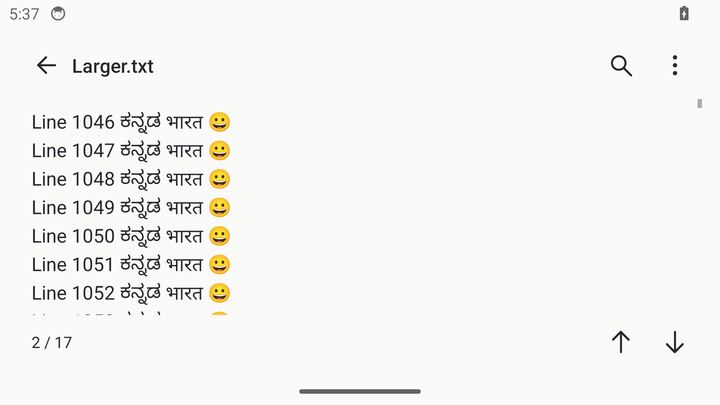 5:37
Larger.txt
Line 1046 ಕನ್ನಡ भारत 😀
Line 1047 ಕನ್ನಡ भारत 😀
Line 1048 ಕನ್ನಡ भारत 😀
Line 1049 ಕನ್ನಡ भारत 😀
Line 1050 ಕನ್ನಡ भारत 😀
Line 1051 ಕನ್ನಡ भारत 😀
Line 1052 ಕನ್ನಡ भारत 😀
2 / 17